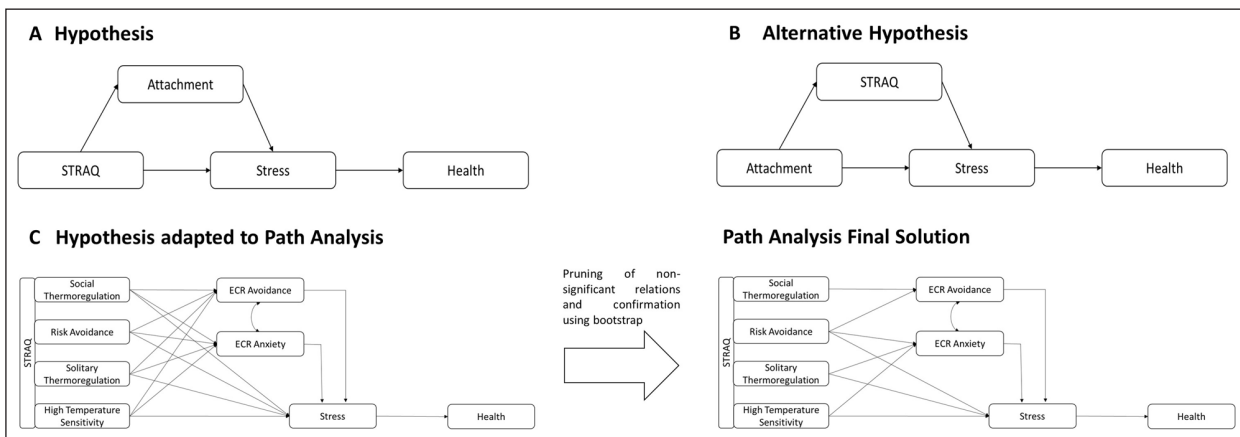 A Hypothesis
Attachment
STRAQ
Stress
Health
B Alternative Hypothesis
STRAQ
Attachment
Stress
Health
C Hypothesis adapted to Path Analysis
STRAQ
Social
Thermoregulation
Risk Avoidance
Solitary
Thermoregulation
High Temperature
Sensitivity
ECR Avoidance
ECR Anxiety
Stress
Health
Pruning of non-
significant relations
and confirmation
using bootstrap
Path Analysis Final Solution
STRAQ
Social
Thermoregulation
Risk Avoidance
Solitary
Thermoregulation
High Temperature
Sensitivity
ECR Avoidance
ECR Anxiety
Stress
Health